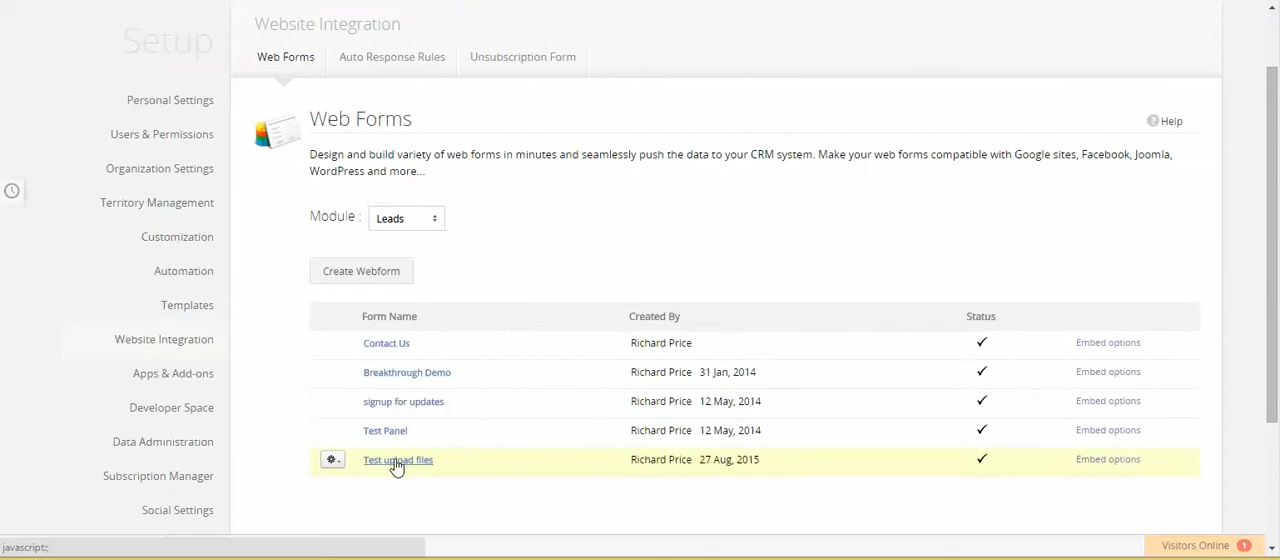 Setup
Personal Settings
Users & Permissions
Organization Settings
Territory Management
Customization
Automation
Templates
Website Integration
Apps & Add-ons
Developer Space
Data Administration
Subscription Manager
Social Settings
Website Integration
Web Forms Auto Response Rules Unsubscription Form
Web Forms
? Help
Design and build variety of web forms in minutes and seamlessly push the data to your CRM system. Make your web forms compatible with Google sites, Facebook, Joomla,
WordPress and more...
Module : Leads
Create Webform
Form Name Created By Status
Contact Us Richard Price Embed options
Breakthrough Demo Richard Price 31 Jan, 2014 Embed options
signup for updates Richard Price 12 May, 2014 Embed options
Test Panel Richard Price 12 May, 2014 Embed options
Test upload files Richard Price 27 Aug, 2015 Embed options
javascript:;
Visitors Online 1